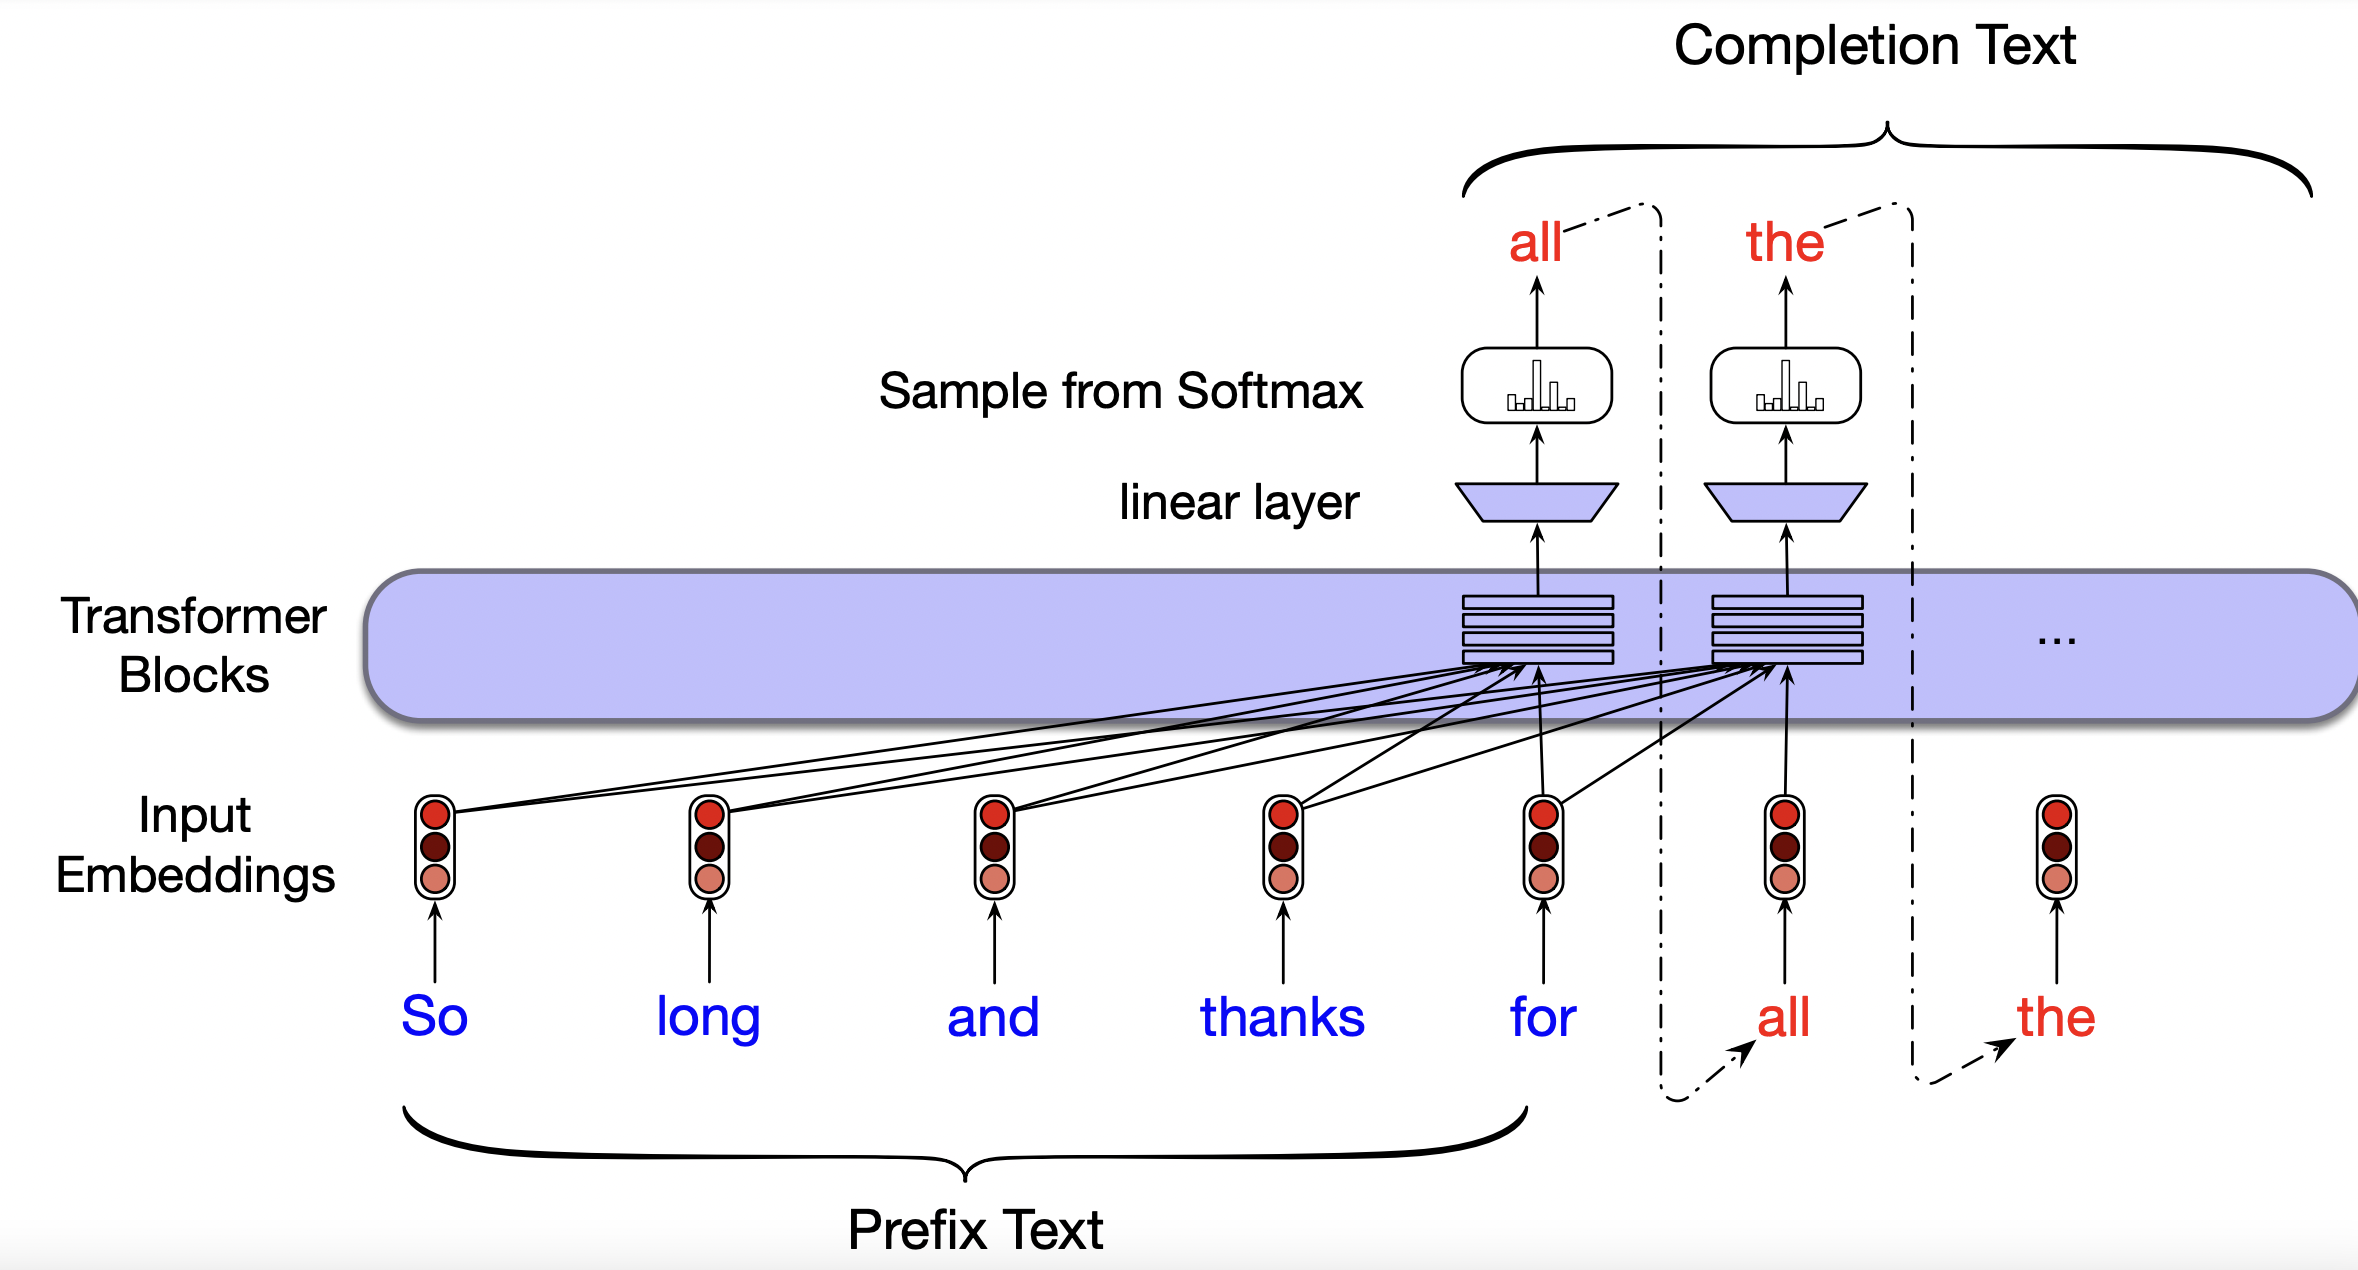 Completion Text
all the
Sample from Softmax
linear layer
Transformer
Blocks
...
Input
Embeddings
So long and thanks for all the
Prefix Text